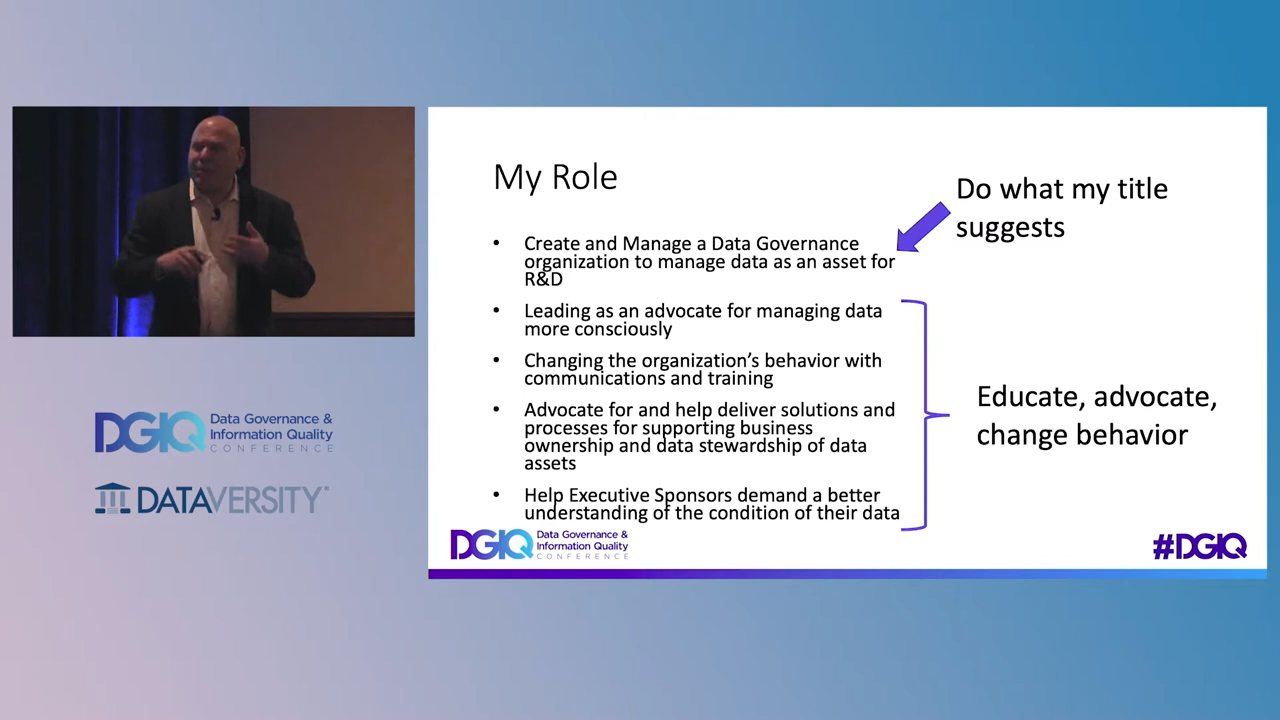 My Role
Do what my title
suggests
• Create and Manage a Data Governance
organization to manage data as an asset for
R&D
• Leading as an advocate for managing data
more consciously
• Changing the organization's behavior with
communications and training
• Advocate for and help deliver solutions and
processes for supporting business
ownership and data stewardship of data
assets
• Help Executive Sponsors demand a better
understanding of the condition of their data
Educate, advocate,
change behavior
DGIQ Data Governance &
Information Quality
CONFERENCE
#DGIQ
DGIQ Data Governance &
Information Quality
CONFERENCE
DATAVERSITY